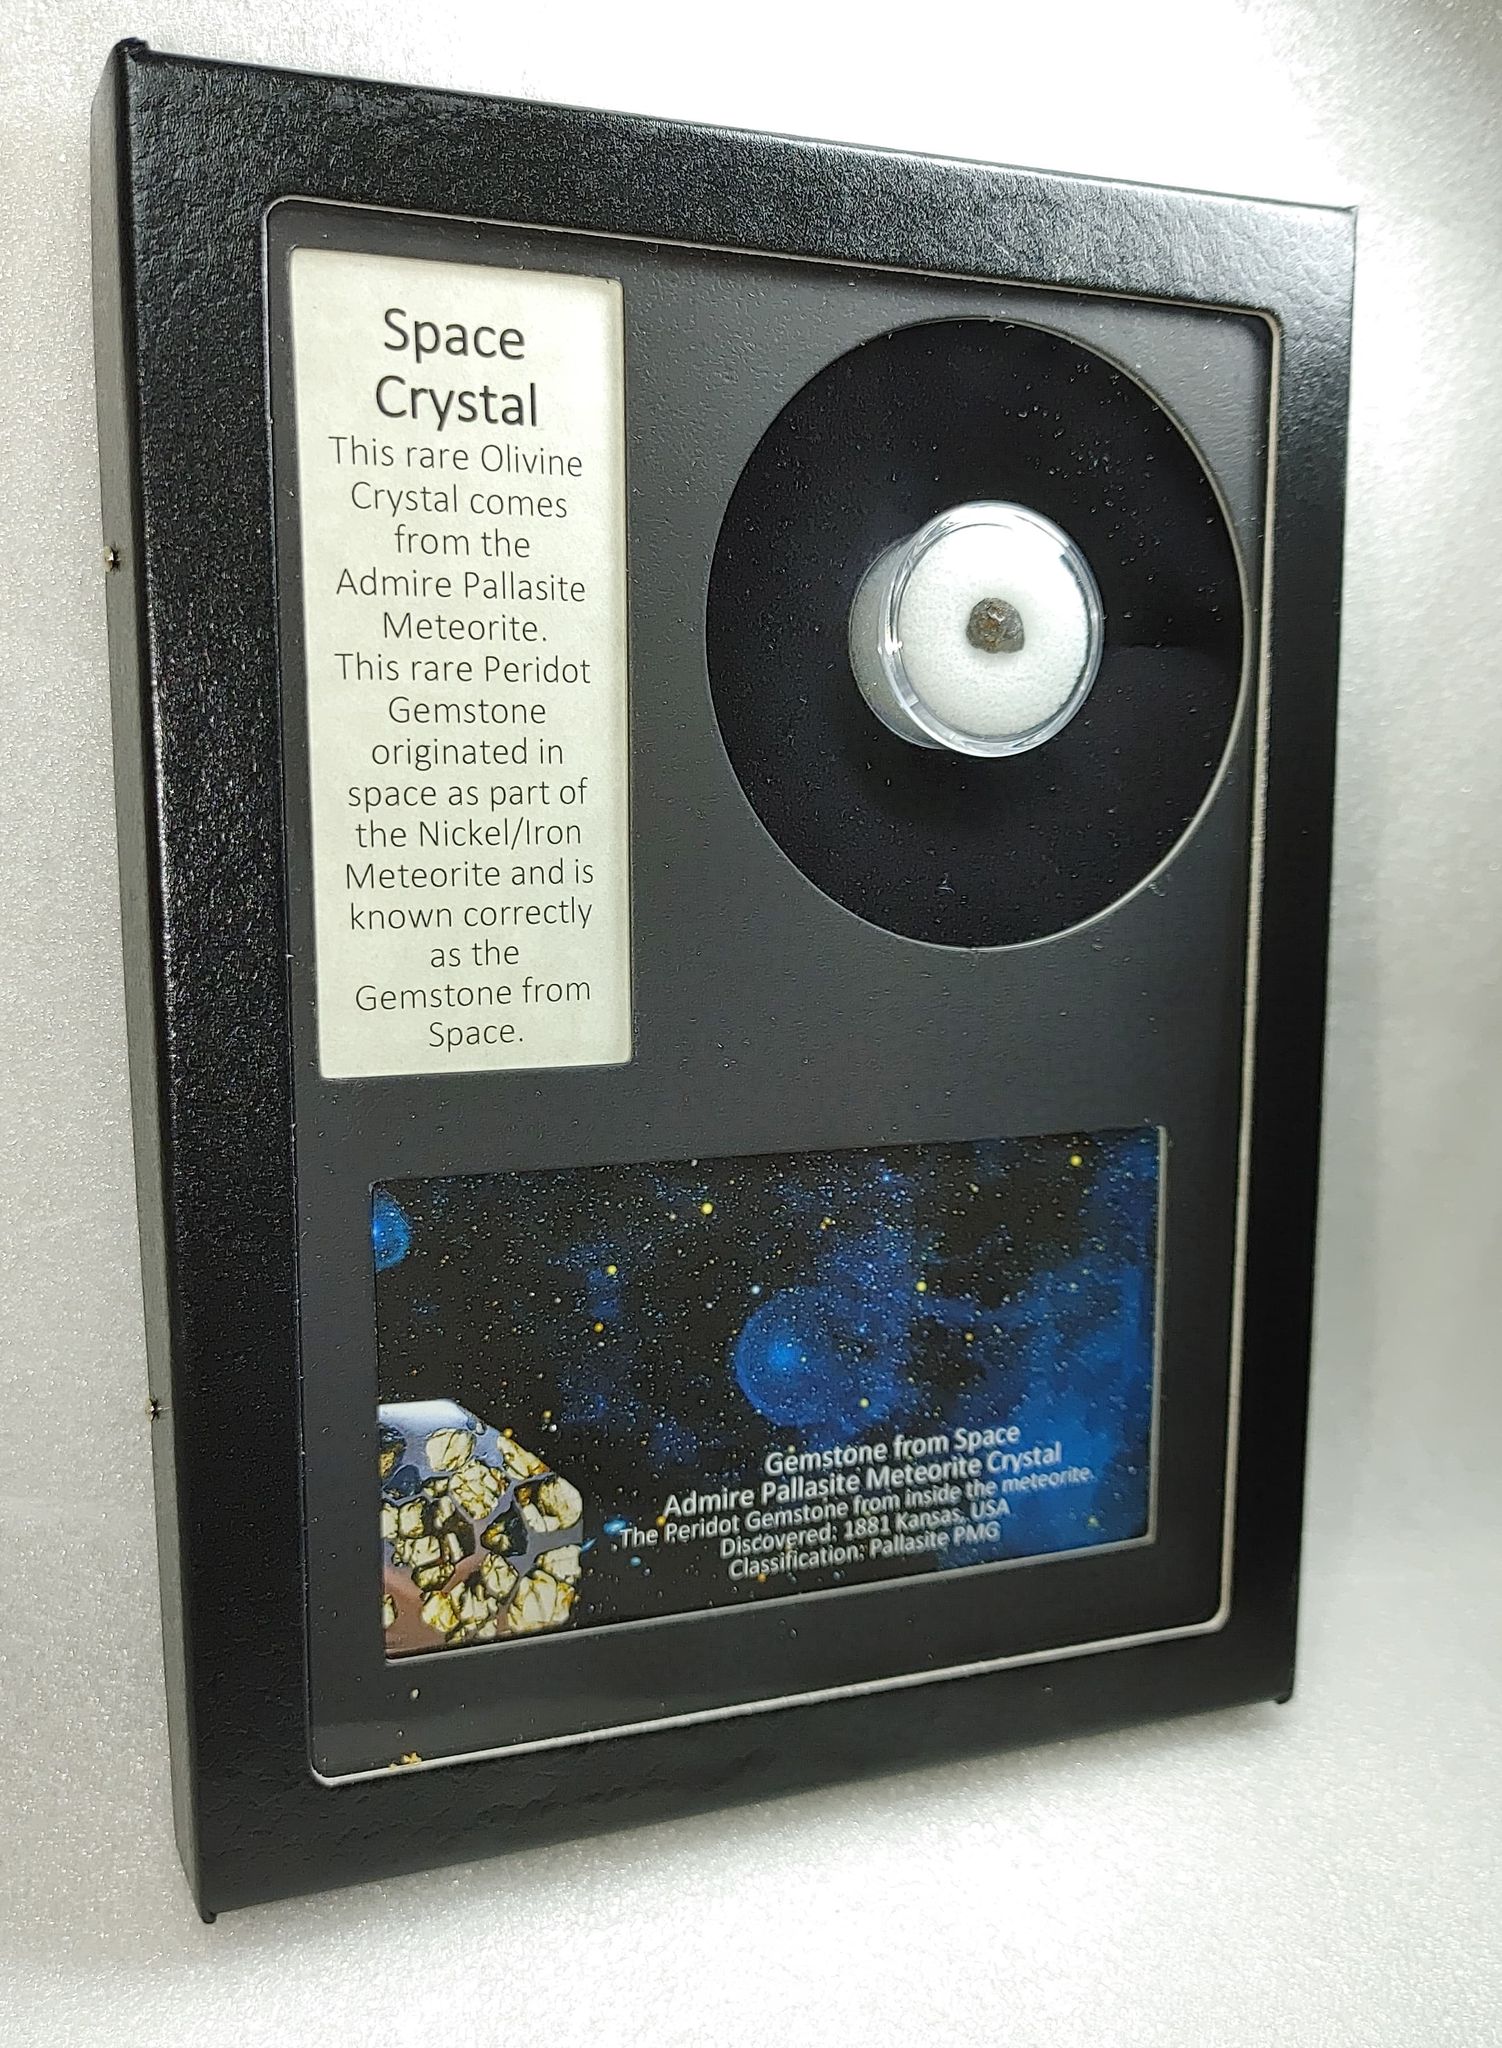 Space
Crystal
This rare Olivine
Crystal comes
from the
Admire Pallasite
Meteorite.
This rare Peridot
Gemstone
originated in
space as part of
the Nickel/Iron
Meteorite and is
known correctly
as the
Gemstone from
Space.
Gemstone from Space
Admire Pallasite Meteorite Crystal
The Peridot Gemstone from inside the meteorite.
Discovered: 1881 Kansas, USA
Classification: Pallasite PMG